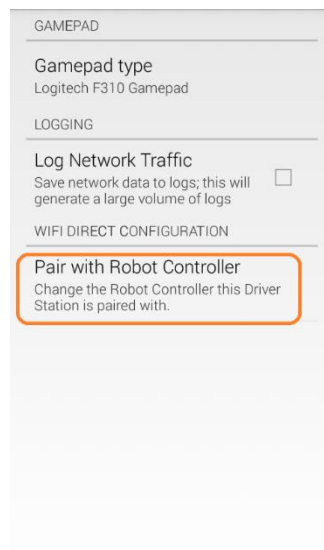 GAMEPAD
Gamepad type
Logitech F310 Gamepad
LOGGING
Log Network Traffic
Save network data to logs; this will
generate a large volume of logs
WIFI DIRECT CONFIGURATION
Pair with Robot Controller
Change the Robot Controller this Driver
Station is paired with.